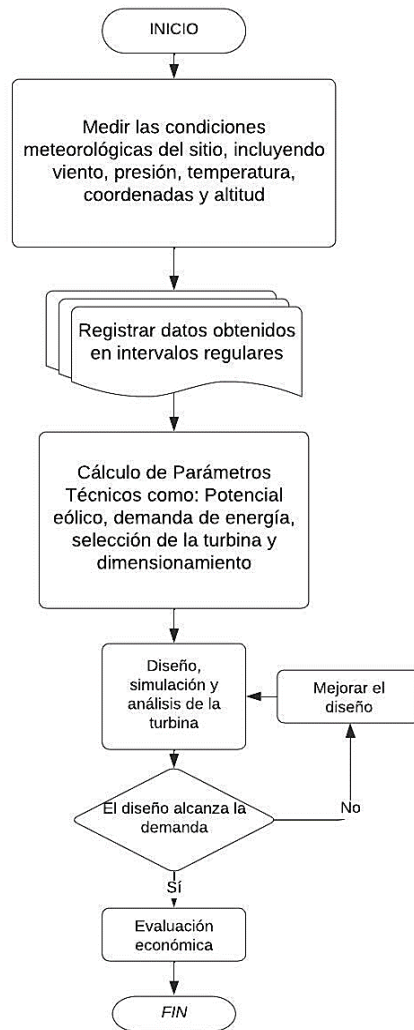 INICIO
Medir las condiciones
meteorológicas del sitio, incluyendo
viento, presión, temperatura,
coordenadas y altitud
Registrar datos obtenidos
en intervalos regulares
Cálculo de Parámetros
Técnicos como: Potencial
eólico, demanda de energía,
selección de la turbina y
dimensionamiento
Diseño,
simulación y
análisis de la
turbina
Mejorar el
diseño
El diseño alcanza la
demanda
No
Sí
Evaluación
económica
FIN